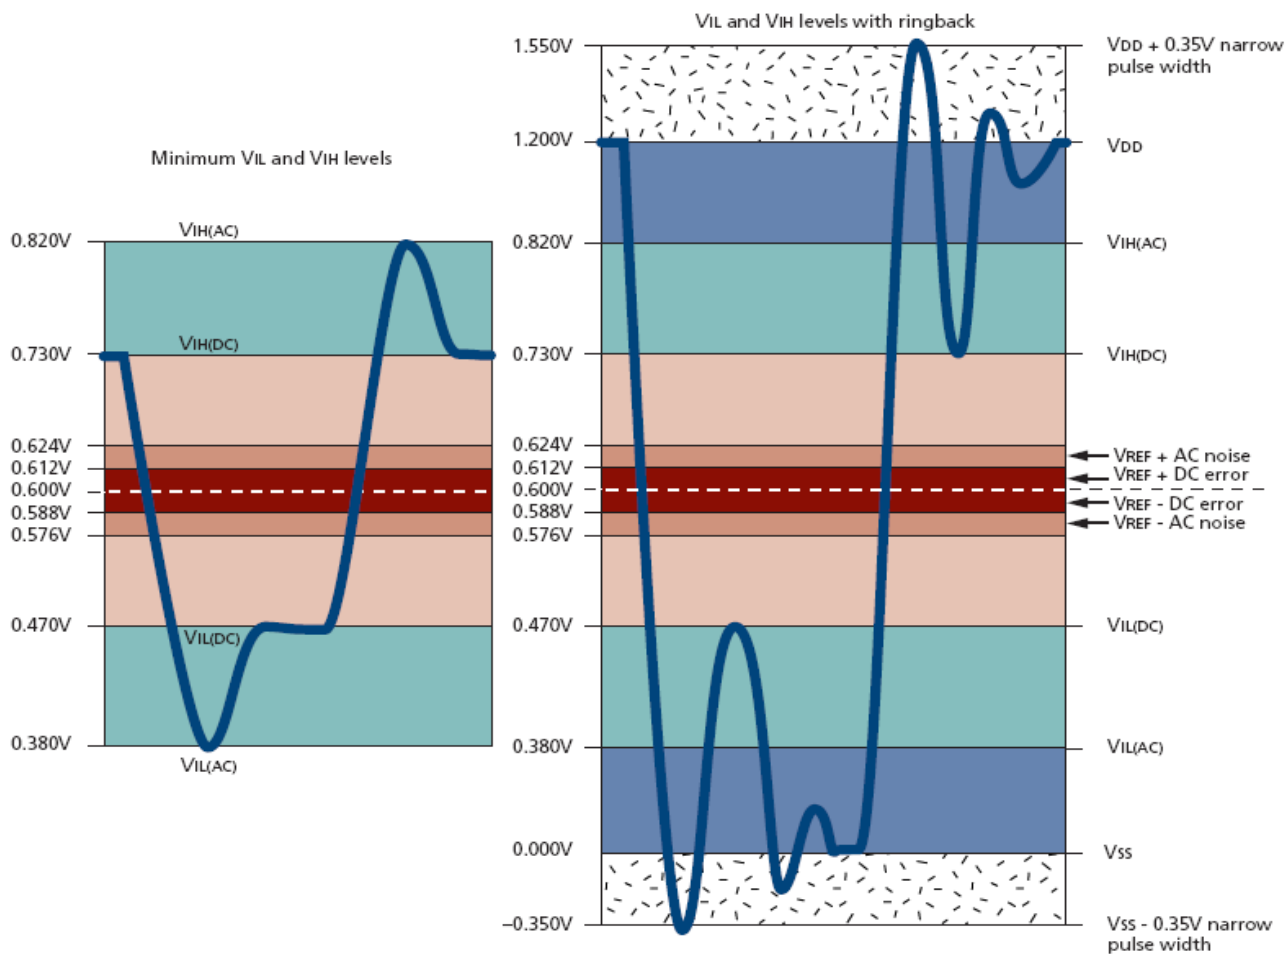 VIL and VIH levels with ringback
1.550V
VDD + 0.35V narrow
pulse width
1.200V
VDD
Minimum VIL and VIH levels
0.820V
VIH(AC)
0.820V
VIH(AC)
0.730V
VIH(DC)
0.730V
VIH(DC)
0.624V
0.612V
0.600V
0.588V
0.576V
0.624V
0.612V
0.600V
0.588V
0.576V
VREF + AC noise
VREF + DC error
VREF - DC error
VREF - AC noise
0.470V
VIL(DC)
0.470V
VIL(DC)
0.380V
VIL(AC)
0.380V
VIL(AC)
0.000V
VSS
–0.350V
VSS - 0.35V narrow
pulse width